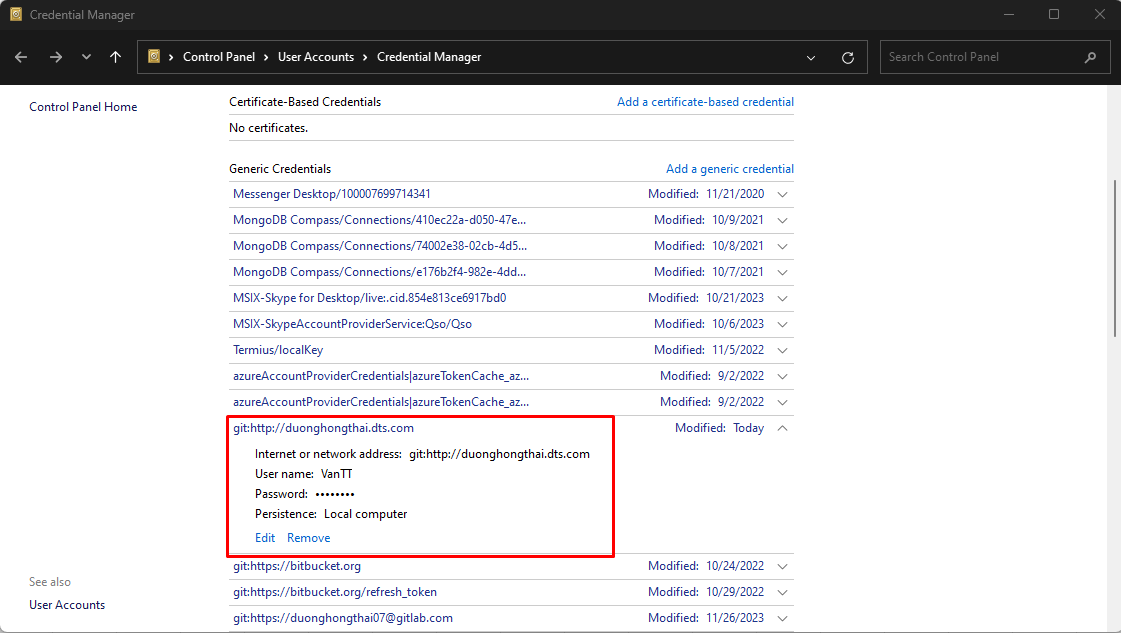 Credential Manager
Control Panel > User Accounts > Credential Manager
Search Control Panel
Control Panel Home
Certificate-Based Credentials Add a certificate-based credential
No certificates.
Generic Credentials Add a generic credential
Messenger Desktop/100007699714341 Modified: 11/21/2020
MongoDB Compass/Connections/410ec22a-d050-47e... Modified: 10/9/2021
MongoDB Compass/Connections/74002e38-02cb-4d5... Modified: 10/8/2021
MongoDB Compass/Connections/e176b2f4-982e-4dd... Modified: 10/7/2021
MSIX-Skype for Desktop/live:.cid.854e813ce6917bd0 Modified: 10/21/2023
MSIX-SkypeAccountProviderService:Qso/Qso Modified: 10/6/2023
Termius/localKey Modified: 11/5/2022
azureAccountProviderCredentials|azureTokenCache_az... Modified: 9/2/2022
azureAccountProviderCredentials|azureTokenCache_az... Modified: 9/2/2022
git:http://duonghongthai.dts.com Modified: Today
Internet or network address: git:http://duonghongthai.dts.com
User name: VanTT
Password: ••••••••
Persistence: Local computer
Edit Remove
git:https://bitbucket.org Modified: 10/24/2022
git:https://bitbucket.org/refresh_token Modified: 10/29/2022
git:https://duonghongthai07@gitlab.com Modified: 11/26/2023
See also
User Accounts